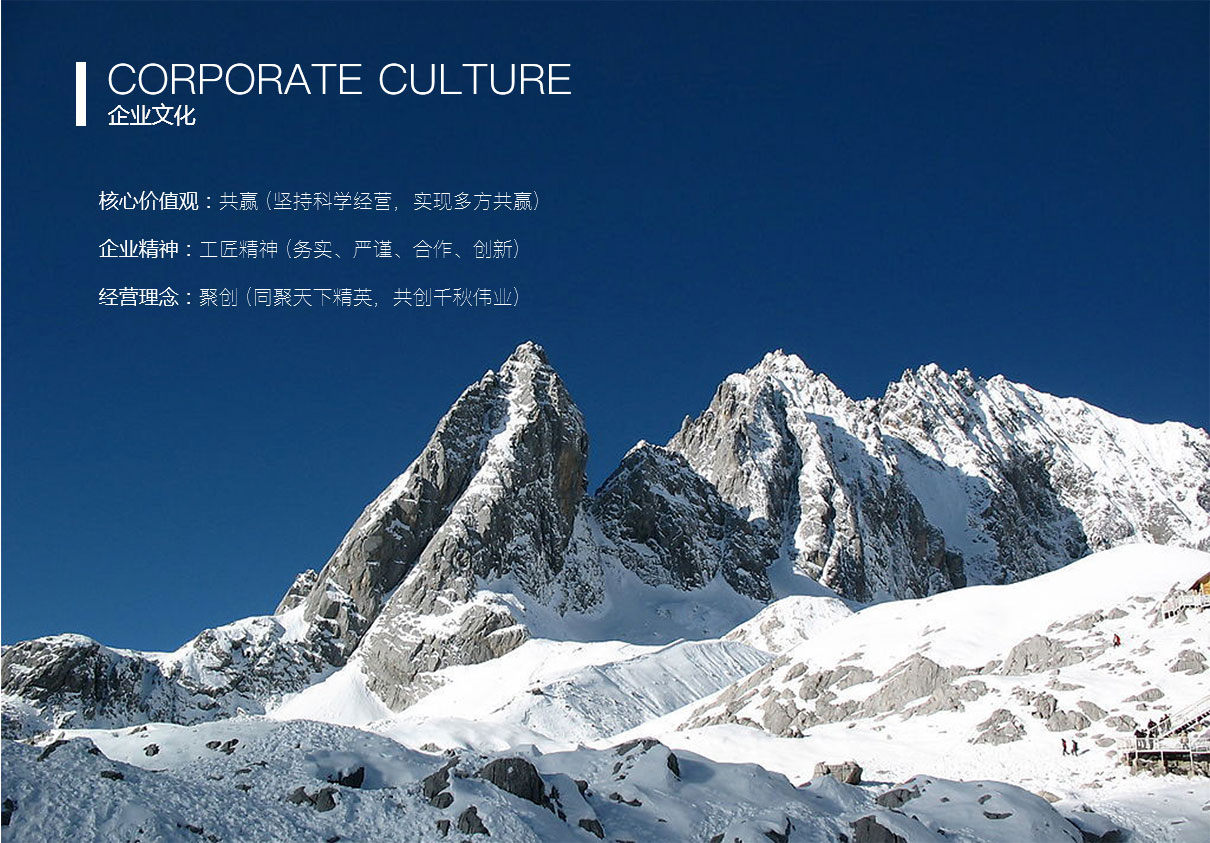 CORPORATE CULTURE
企业文化
核心价值观：共赢 (坚持科学经营，实现多方共赢)
企业精神：工匠精神 (务实、严谨、合作、创新)
经营理念：聚创 (同聚天下精英，共创千秋伟业)